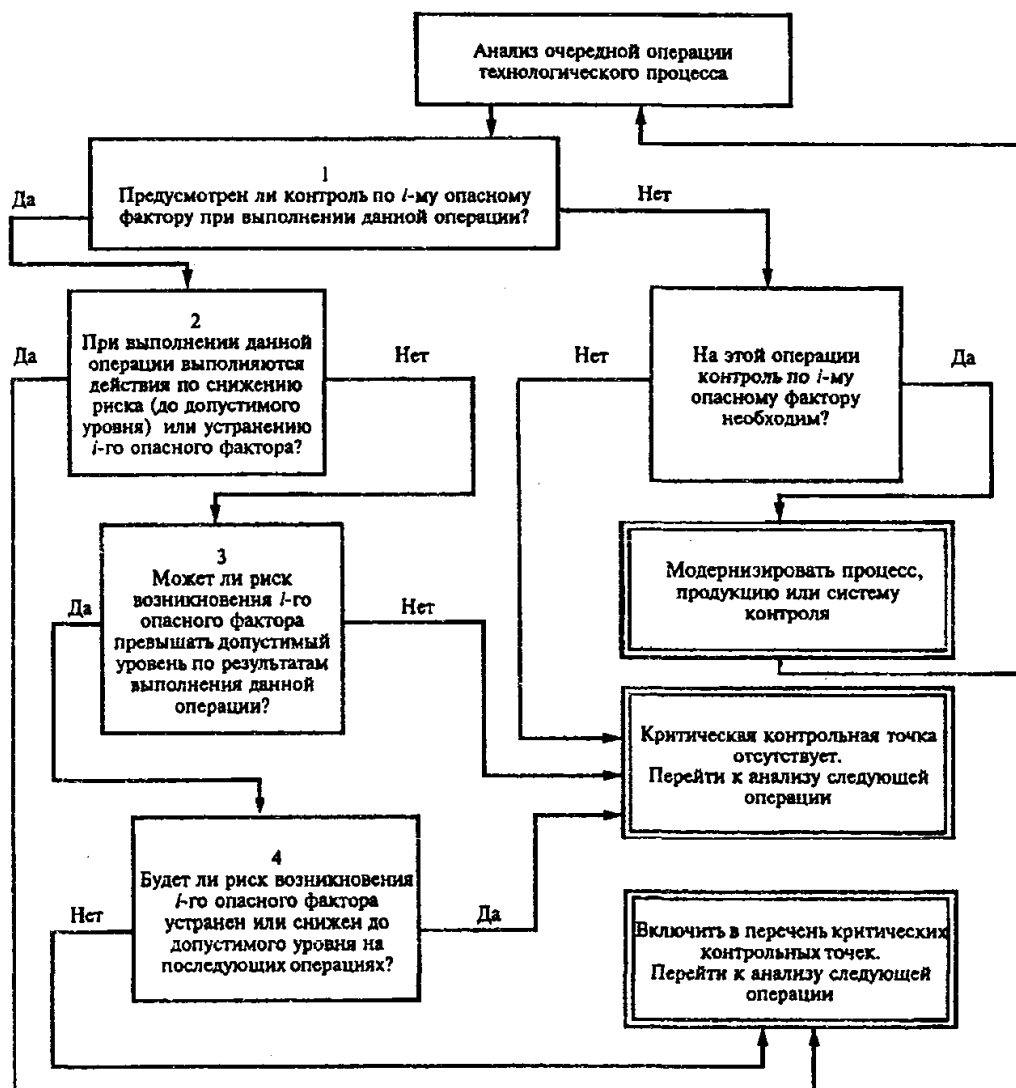 Анализ очередной операции
технологического процесса
1
Предусмотрен ли контроль по i-му опасному
фактору при выполнении данной операции?
Да
Нет
2
При выполнении данной
операции выполняются
действия по снижению
риска (до допустимого
уровня) или устранению
i-го опасного фактора?
Да
Нет
На этой операции
контроль по i-му
опасному фактору
необходим?
Нет
Да
3
Может ли риск
возникновения i-го
опасного фактора
превышать допустимый
уровень по результатам
выполнения данной
операции?
Да
Нет
Модернизировать процесс,
продукцию или систему
контроля
Критическая контрольная точка
отсутствует.
Перейти к анализу следующей
операции
4
Будет ли риск возникновения
i-го опасного фактора
устранен или снижен до
допустимого уровня на
последующих операциях?
Нет
Да
Включить в перечень критических
контрольных точек.
Перейти к анализу следующей
операции